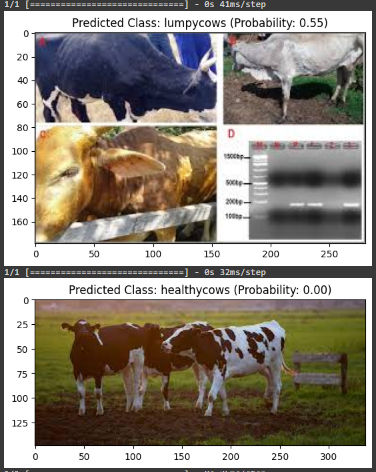 1/1 [==============================] - 0s 41ms/step
Predicted Class: lumpycows (Probability: 0.55)
0
20
40
60
80
100
120
140
160
D
1500bp
500bp
200bp
100bp
0 50 100 150 200 250
1/1 [==============================] - 0s 32ms/step
Predicted Class: healthycows (Probability: 0.00)
0
25
50
75
100
125
0 50 100 150 200 250 300